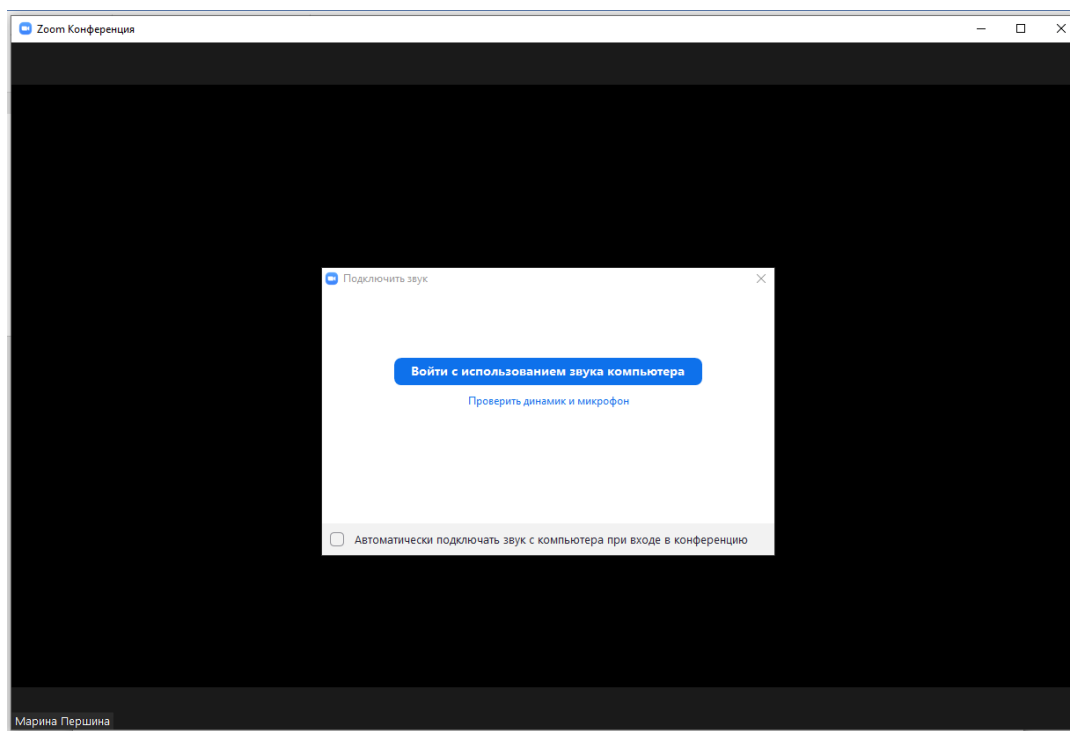 Zoom Конференция
Подключить звук
Войти с использованием звука компьютера
Проверить динамик и микрофон
Автоматически подключать звук с компьютера при входе в конференцию
Марина Першина